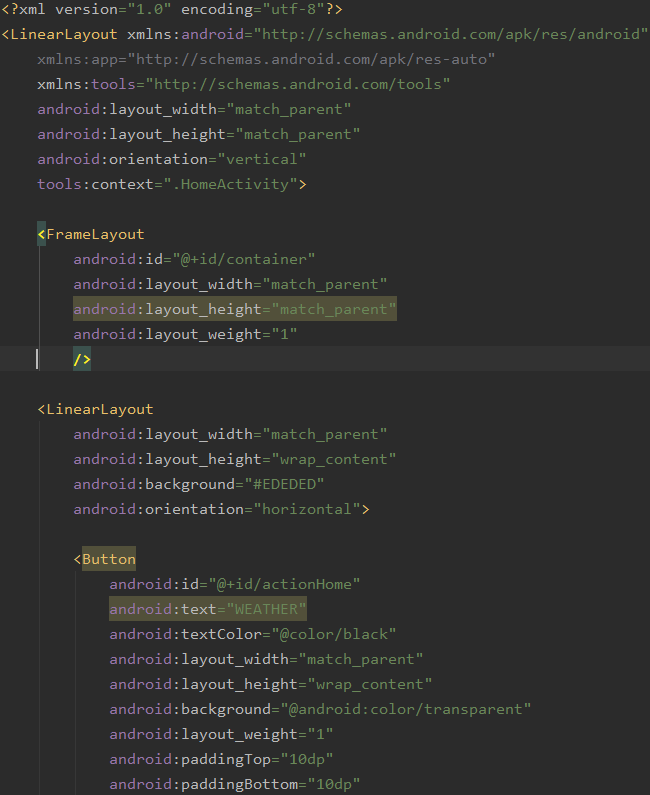 <?xml version="1.0" encoding="utf-8"?>
<LinearLayout xmlns:android="http://schemas.android.com/apk/res/android"
xmlns:app="http://schemas.android.com/apk/res-auto"
xmlns:tools="http://schemas.android.com/tools"
android:layout_width="match_parent"
android:layout_height="match_parent"
android:orientation="vertical"
tools:context=".HomeActivity">
<FrameLayout
android:id="@+id/container"
android:layout_width="match_parent"
android:layout_height="match_parent"
android:layout_weight="1"
/>
<LinearLayout
android:layout_width="match_parent"
android:layout_height="wrap_content"
android:background="#EDEDED"
android:orientation="horizontal">
<Button
android:id="@+id/actionHome"
android:text="WEATHER"
android:textColor="@color/black"
android:layout_width="match_parent"
android:layout_height="wrap_content"
android:background="@android:color/transparent"
android:layout_weight="1"
android:paddingTop="10dp"
android:paddingBottom="10dp"